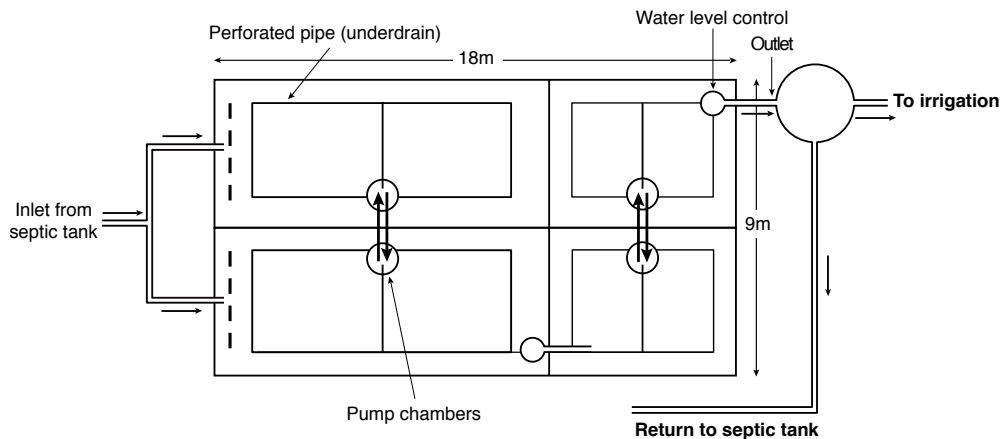 Water level control
Perforated pipe (underdrain)
Outlet
18m
To irrigation
Inlet from
septic tank
9m
Pump chambers
Return to septic tank